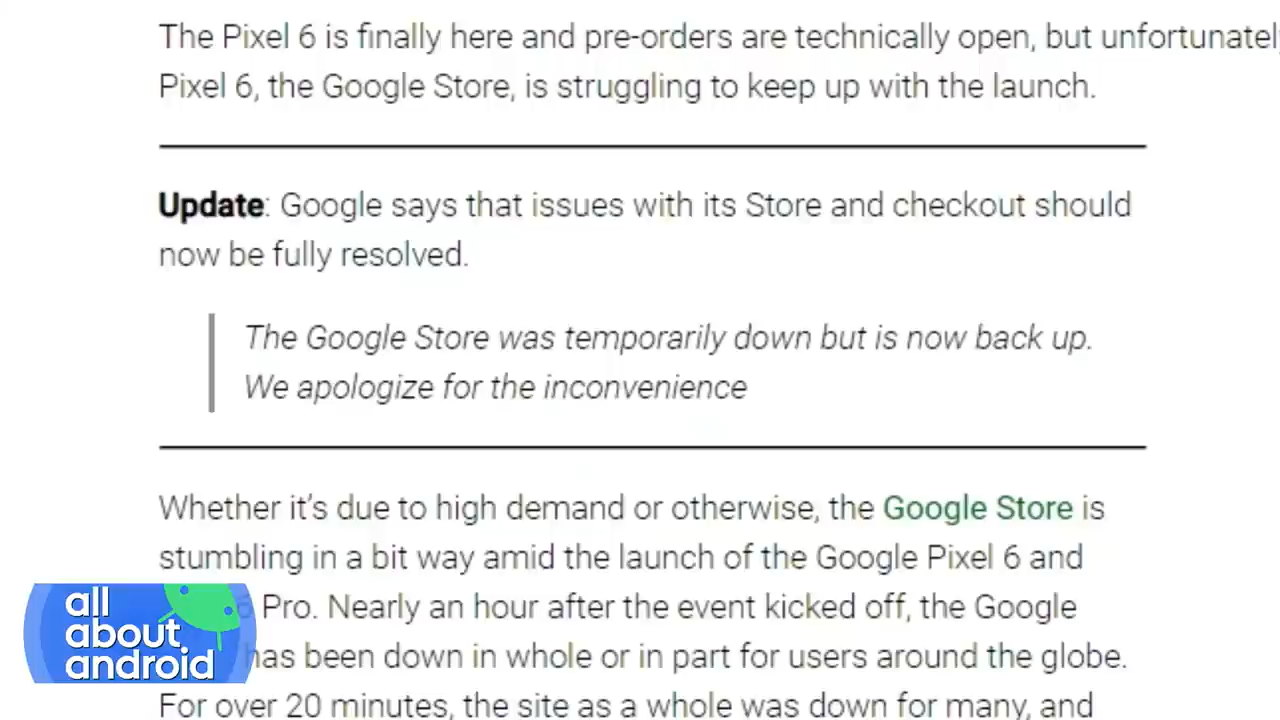 The Pixel 6 is finally here and pre-orders are technically open, but unfortunately
Pixel 6, the Google Store, is struggling to keep up with the launch.
Update: Google says that issues with its Store and checkout should
now be fully resolved.
The Google Store was temporarily down but is now back up.
We apologize for the inconvenience
Whether it's due to high demand or otherwise, the Google Store is
stumbling in a bit way amid the launch of the Google Pixel 6 and
6 Pro. Nearly an hour after the event kicked off, the Google
has been down in whole or in part for users around the globe.
For over 20 minutes, the site as a whole was down for many, and
all
about
android